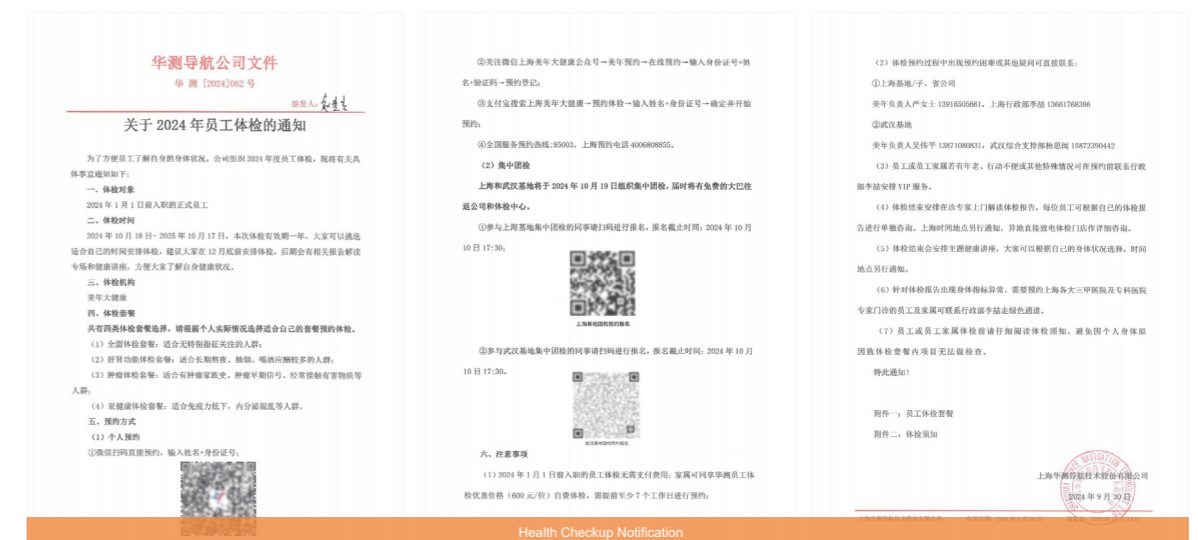 华测导航公司文件
华 测 [2024]062 号
签发人：
关于 2024 年员工体检的通知
为了方便员工了解自身的身体状况，公司组织 2024 年度员工体检，现将有关具
体事宜通知如下：
一、体检对象
2024 年 1 月 1 日前入职的正式员工
二、体检时间
2024 年 10 月 18 日- 2025 年 10 月 17 日，本次体检有效期一年，大家可以挑选
适合自己的时间安排体检，建议大家在 12 月底前安排体检，后期会有相关报告解读
专场和健康讲座，方便大家了解自身健康状况。
三、体检机构
美年大健康
四、体检套餐
共有四类体检套餐选择，请根据个人实际情况选择适合自己的套餐预约体检。
（1）全面体检套餐：适合无特别指征关注的人群；
（2）肝肾功能体检套餐：适合长期熬夜、抽烟、喝酒应酬较多的人群；
（3）肿瘤体检套餐：适合有肿瘤家族史、肿瘤早期信号、经常接触有害物质等
人群；
（4）亚健康体检套餐：适合免疫力低下，内分泌混乱等人群。
五、预约方式
（1）个人预约
①微信扫码直接预约，输入姓名+身份证号；
②关注微信上海美年大健康公众号→美年预约→在线预约→输入身份证号+姓
名+验证码→预约登记；
③支付宝搜索上海美年大健康→预约体检→输入姓名+身份证号→确定并开始
预约；
④全国服务预约热线：95003，上海预约电话 4006808855。
（2）集中团检
上海和武汉基地将于 2024 年 10 月 19 日组织集中团检，届时将有免费的大巴往
返公司和体检中心。
①参与上海基地集中团检的同事请扫码进行报名，报名截止时间：2024 年 10 月
10 日 17:30；
上海基地团检预约报名
②参与武汉基地集中团检的同事请扫码进行报名，报名截止时间：2024 年 10 月
10 日 17:30。
武汉基地团检预约报名
六、注意事项
（1）2024 年 1 月 1 日前入职的员工体检无需支付费用；家属可同享华测员工体
检优惠价格（600 元/位）自费体检，需提前至少 7 个工作日进行预约；
（2）体检预约过程中出现预约困难或其他疑问可直接联系：
①上海基地/子、省公司
美年负责人严女士 13916505661，上海行政部李喆 13661768386
②武汉基地
美年负责人吴伟平 13871080831，武汉综合支持部杨思闽 15872390442
（3）员工或员工家属若有年老、行动不便或其他特殊情况可在预约前联系行政
部李喆安排 VIP 服务。
（4）体检结束安排在诊专家上门解读体检报告，每位员工可根据自己的体检报
告进行单独咨询。上海时间地点另行通知，异地直接致电体检门店作详细咨询。
（5）体检结束会安排主题健康讲座，大家可以根据自己的身体状况选择，时间
地点另行通知。
（6）针对体检报告出现身体指标异常，需要预约上海各大三甲医院及专科医院
专家门诊的员工及家属可联系行政部李喆走绿色通道。
（7）员工或员工家属体检前请仔细阅读体检须知，避免因个人身体原
因致体检套餐内项目无法做检查。
特此通知！
附件一：员工体检套餐
附件二：体检须知
上海华测导航技术股份有限公司
2024 年 9 月 30 日
Health Checkup Notification